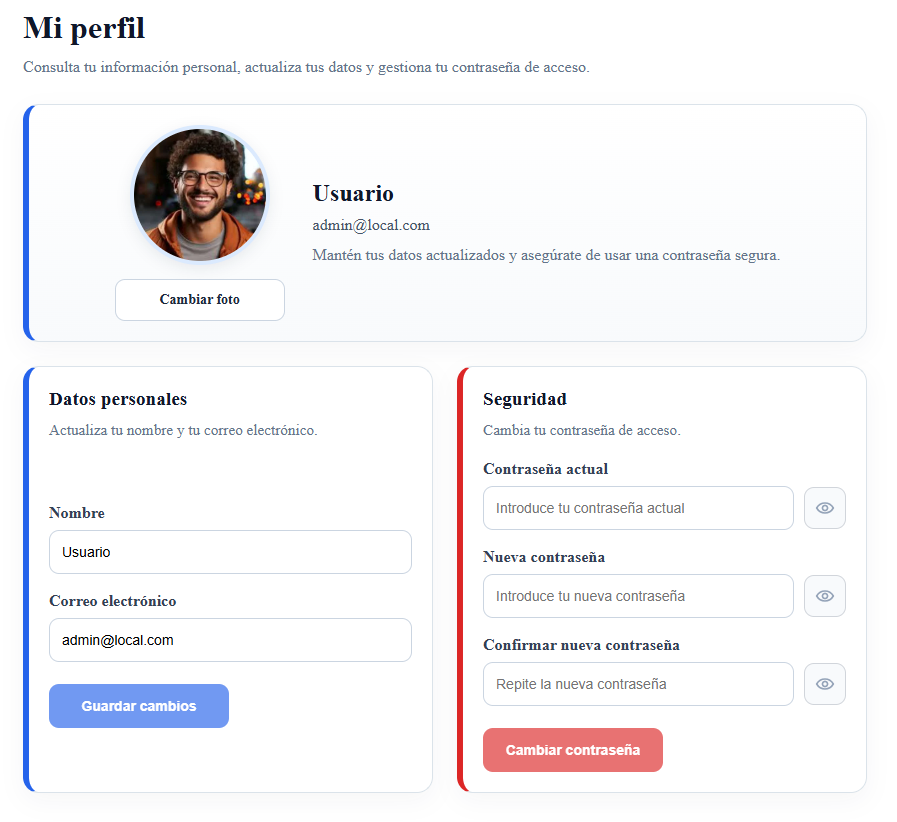 Mi perfil
Consulta tu información personal, actualiza tus datos y gestiona tu contraseña de acceso.
Usuario
admin@local.com
Mantén tus datos actualizados y asegúrate de usar una contraseña segura.
Cambiar foto
Datos personales
Actualiza tu nombre y tu correo electrónico.
Nombre
Usuario
Correo electrónico
admin@local.com
Guardar cambios
Seguridad
Cambia tu contraseña de acceso.
Contraseña actual
Introduce tu contraseña actual
Nueva contraseña
Introduce tu nueva contraseña
Confirmar nueva contraseña
Repite la nueva contraseña
Cambiar contraseña